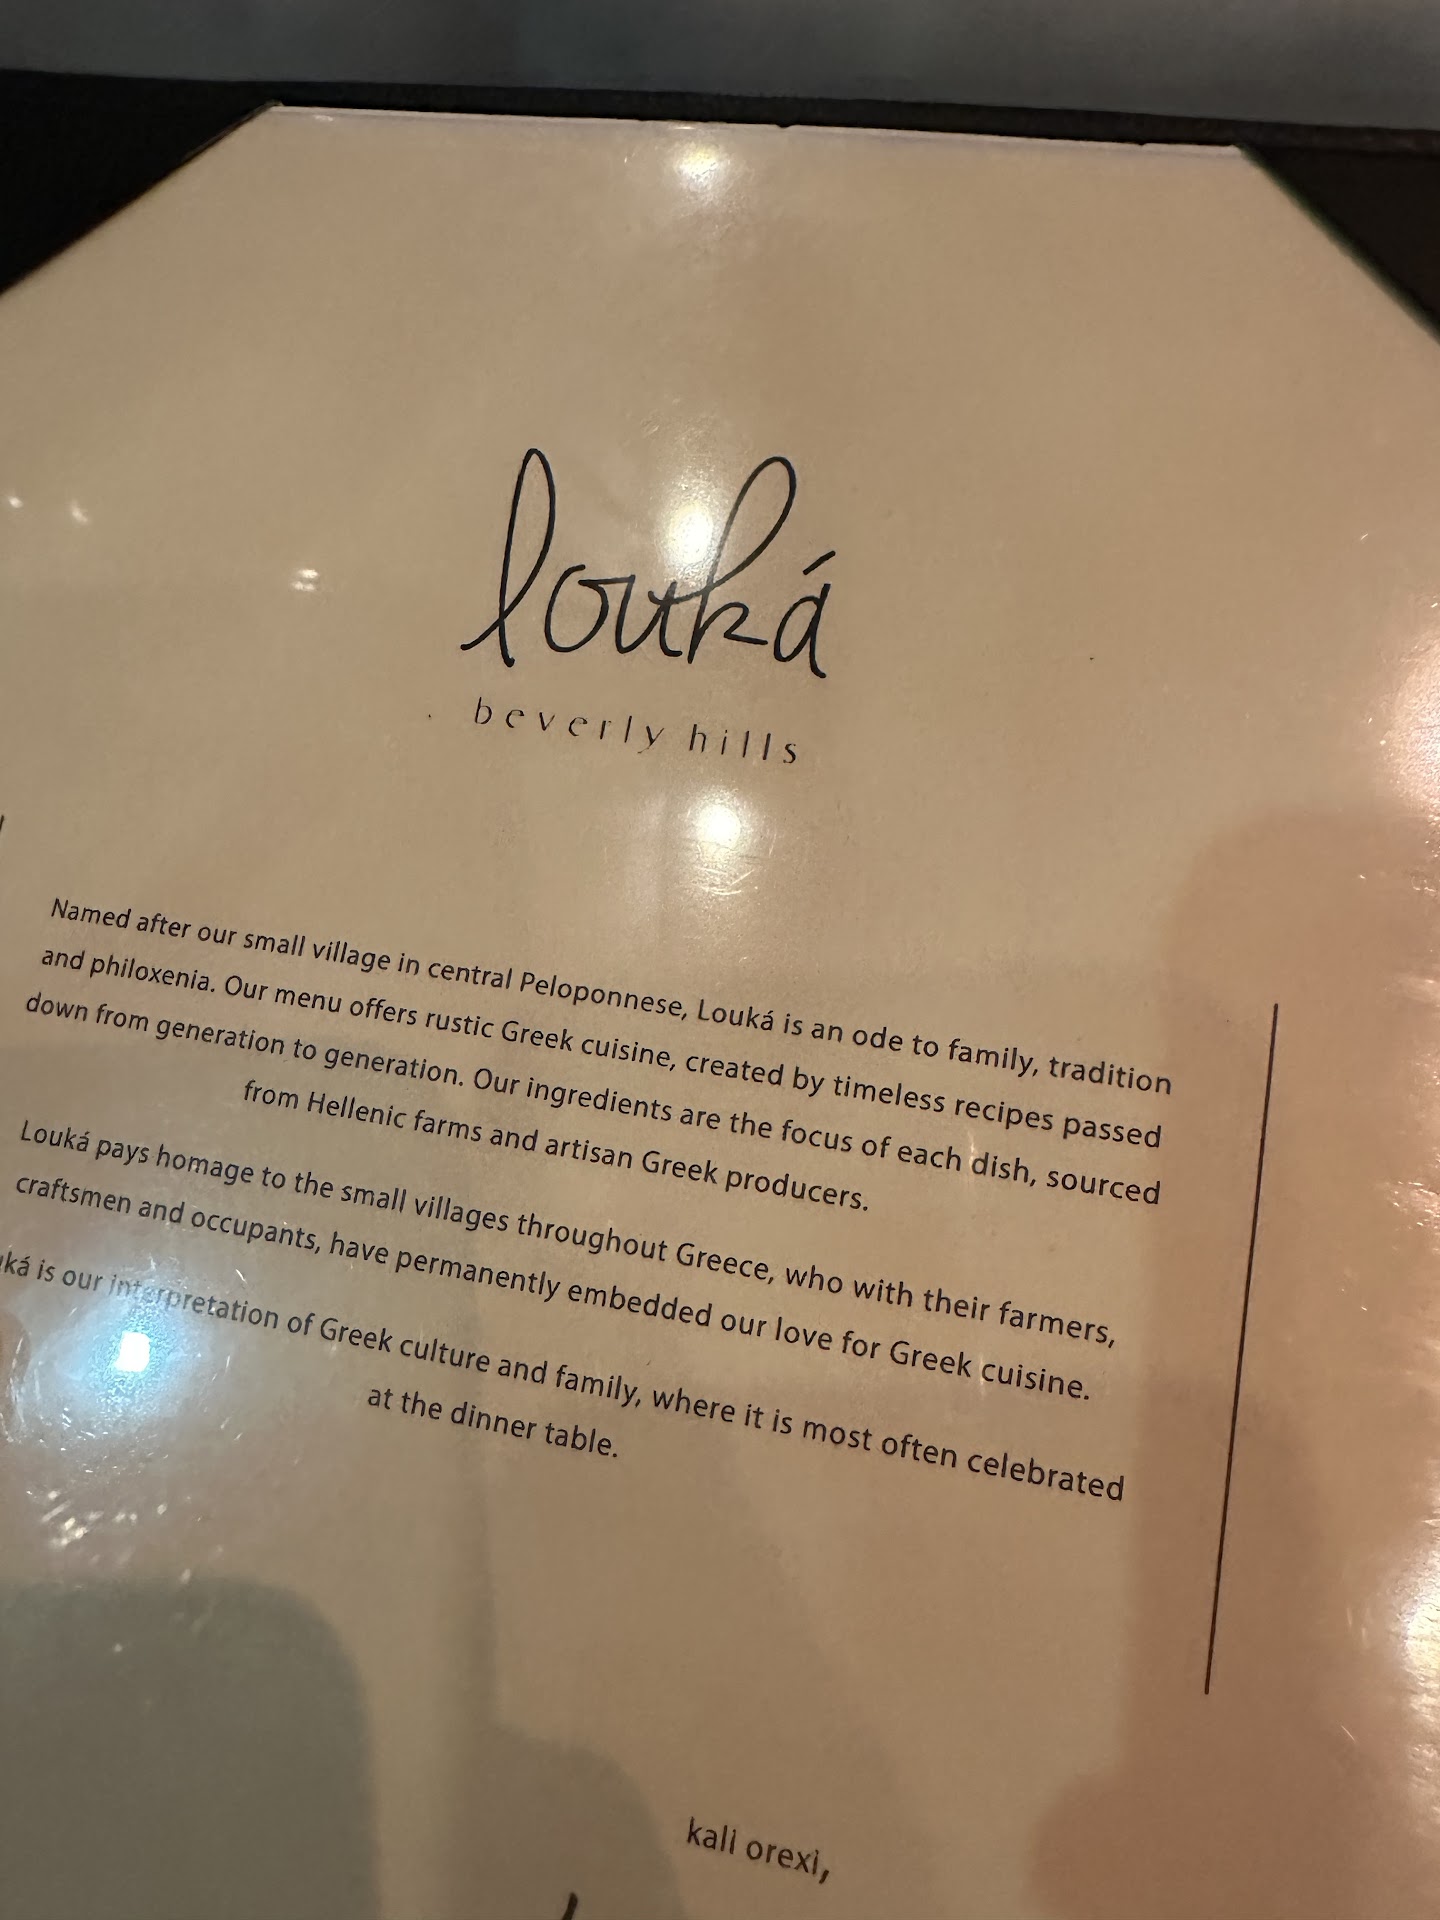 louká
beverly hills
Named after our small village in central Peloponnese, Louká is an ode to family, tradition
and philoxenia. Our menu offers rustic Greek cuisine, created by timeless recipes passed
down from generation to generation. Our ingredients are the focus of each dish, sourced
from Hellenic farms and artisan Greek producers.
Louká pays homage to the small villages throughout Greece, who with their farmers,
craftsmen and occupants, have permanently embedded our love for Greek cuisine.
is our interpretation of Greek culture and family, where it is most often celebrated
at the dinner table.
kali orexi,